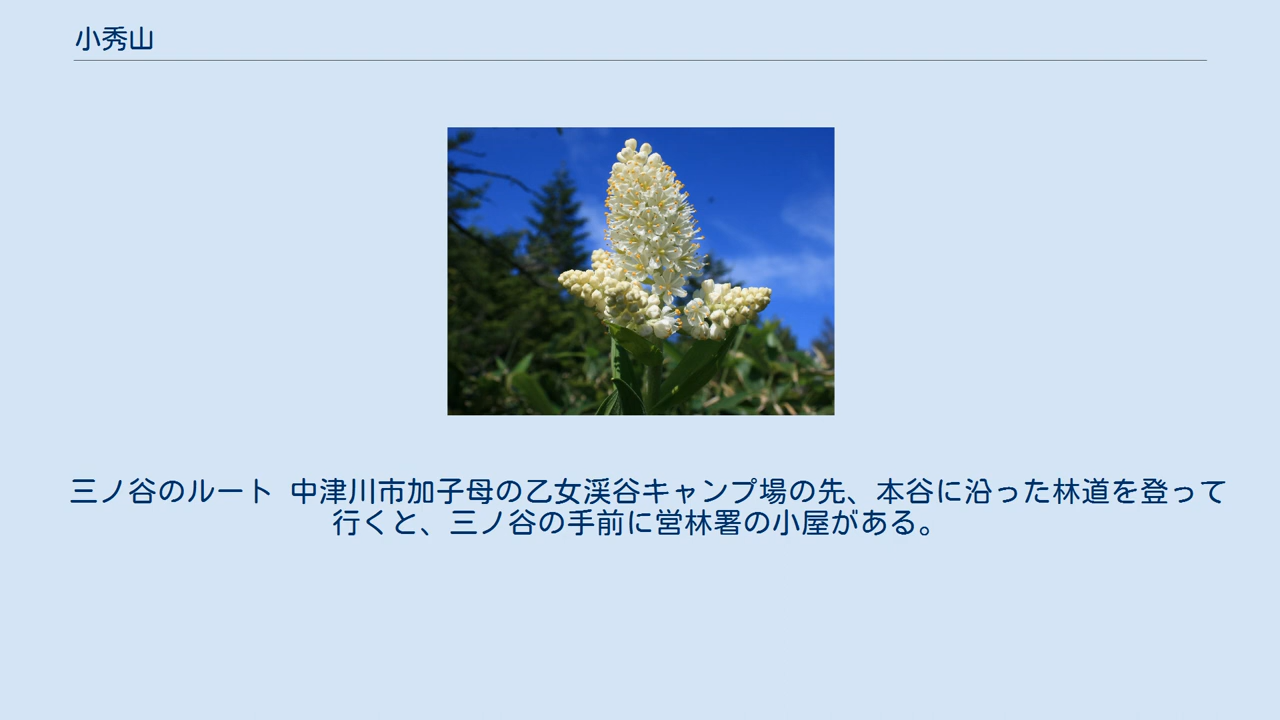 小秀山
三ノ谷のルート 中津川市加子母の乙女渓谷キャンプ場の先、本谷に沿った林道を登って
行くと、三ノ谷の手前に営林署の小屋がある。